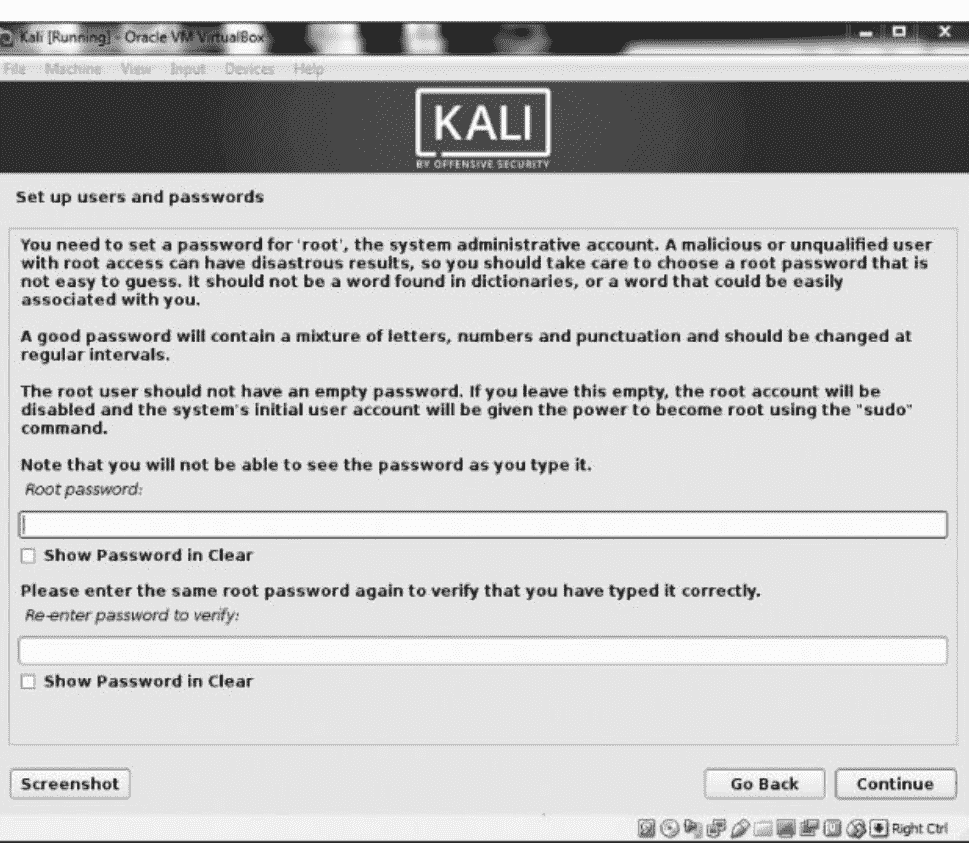 Kali [Running] - Oracle VM VirtualBox
File Machine View Input Devices Help
KALI
BY OFFENSIVE SECURITY
Set up users and passwords
You need to set a password for 'root', the system administrative account. A malicious or unqualified user
with root access can have disastrous results, so you should take care to choose a root password that is
not easy to guess. It should not be a word found in dictionaries, or a word that could be easily
associated with you.
A good password will contain a mixture of letters, numbers and punctuation and should be changed at
regular intervals.
The root user should not have an empty password. If you leave this empty, the root account will be
disabled and the system's initial user account will be given the power to become root using the "sudo"
command.
Note that you will not be able to see the password as you type it.
Root password:
Show Password in Clear
Please enter the same root password again to verify that you have typed it correctly.
Re-enter password to verify:
Show Password in Clear
Screenshot
Go Back
Continue
Right Ctrl